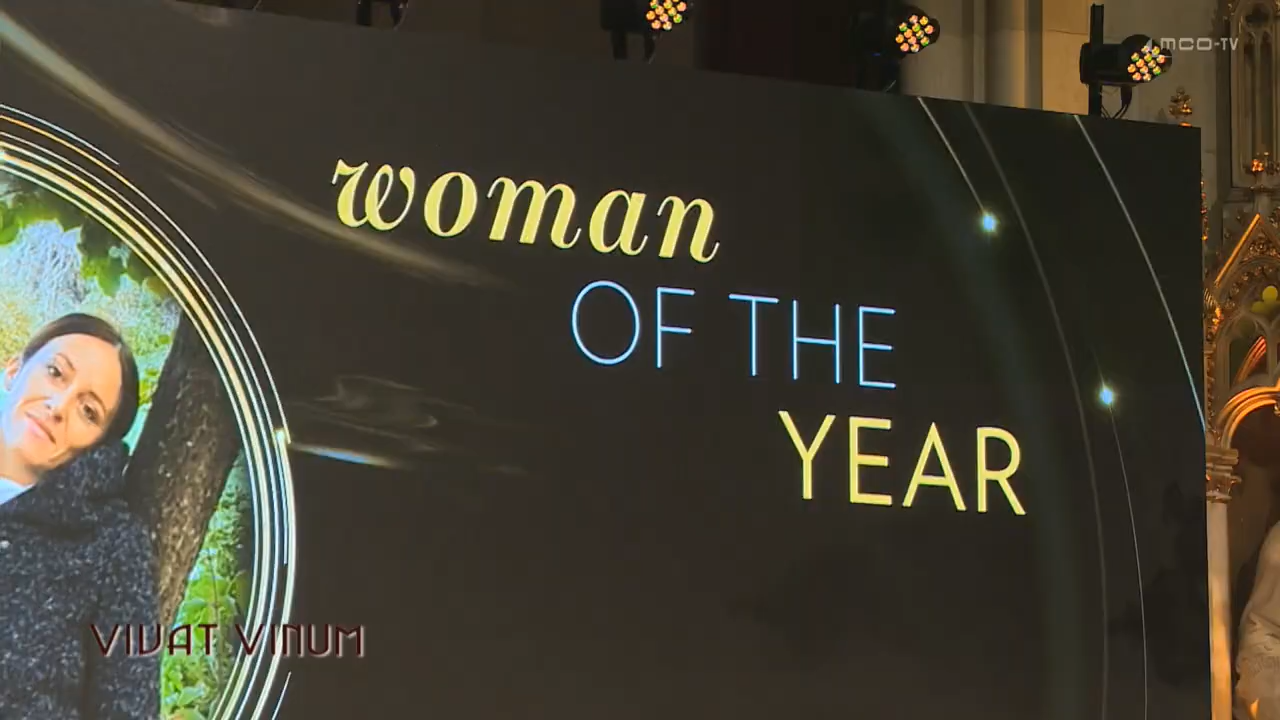 MCO-TV
woman
OF THE
YEAR
VIVAT VINUM